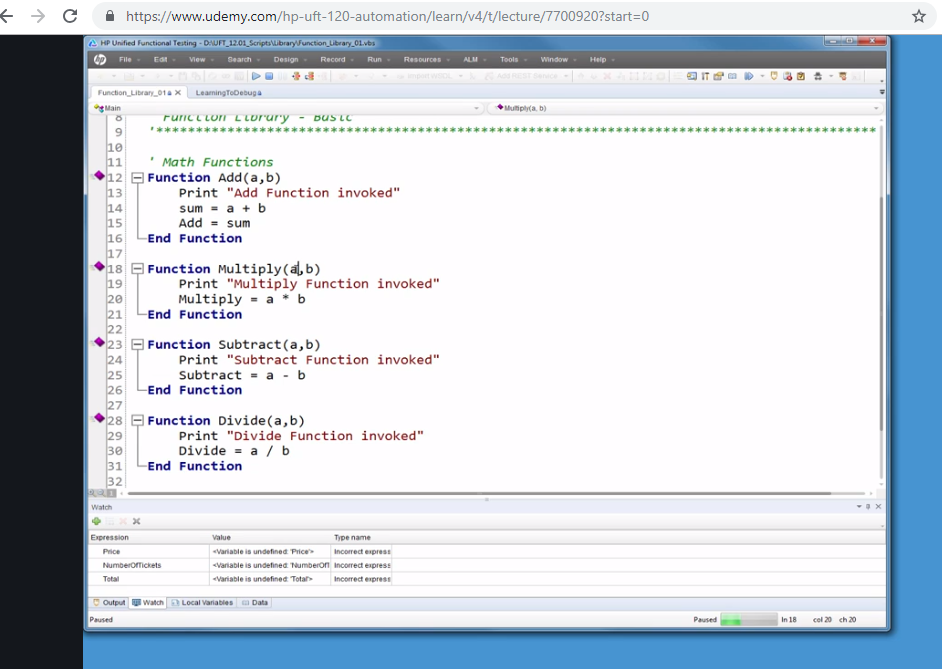 https://www.udemy.com/hp-uft-120-automation/learn/v4/t/lecture/7700920?start=0
HP Unified Functional Testing - D:\UFT_12.01_Scripts\Library\Function_Library_01.vbs
File Edit View Search Design Record Run Resources ALM Tools Window Help
Function_Library_01 LearningToDebug
Main Multiply(a, b)
8 Function Library - Basic
9 '********************************************************************************************
10
11 ' Math Functions
12 Function Add(a,b)
13 Print "Add Function invoked"
14 sum = a + b
15 Add = sum
16 End Function
17
18 Function Multiply(a,b)
19 Print "Multiply Function invoked"
20 Multiply = a * b
21 End Function
22
23 Function Subtract(a,b)
24 Print "Subtract Function invoked"
25 Subtract = a - b
26 End Function
27
28 Function Divide(a,b)
29 Print "Divide Function invoked"
30 Divide = a / b
31 End Function
32
Watch
Expression Value Type name
Price <Variable is undefined: 'Price'> Incorrect express
NumberOfTickets <Variable is undefined: 'NumberOfT Incorrect express
Total <Variable is undefined: 'Total'> Incorrect express
Output Watch Local Variables Data
Paused Paused ln 18 col 20 ch 20